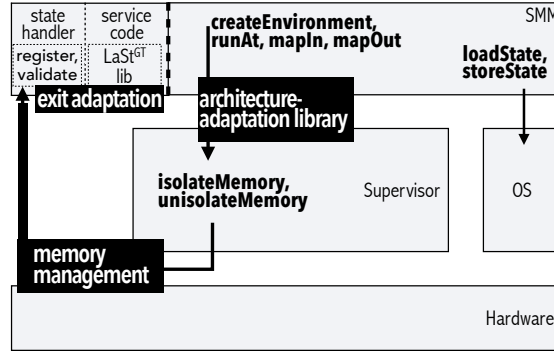 state
handler
service
code
register,
validate
LaSt^GT
lib
exit adaptation
createEnvironment,
runAt, mapIn, mapOut
SMM
loadState,
storeState
architecture-
adaptation library
isolateMemory,
unisolateMemory
Supervisor
OS
memory
management
Hardware